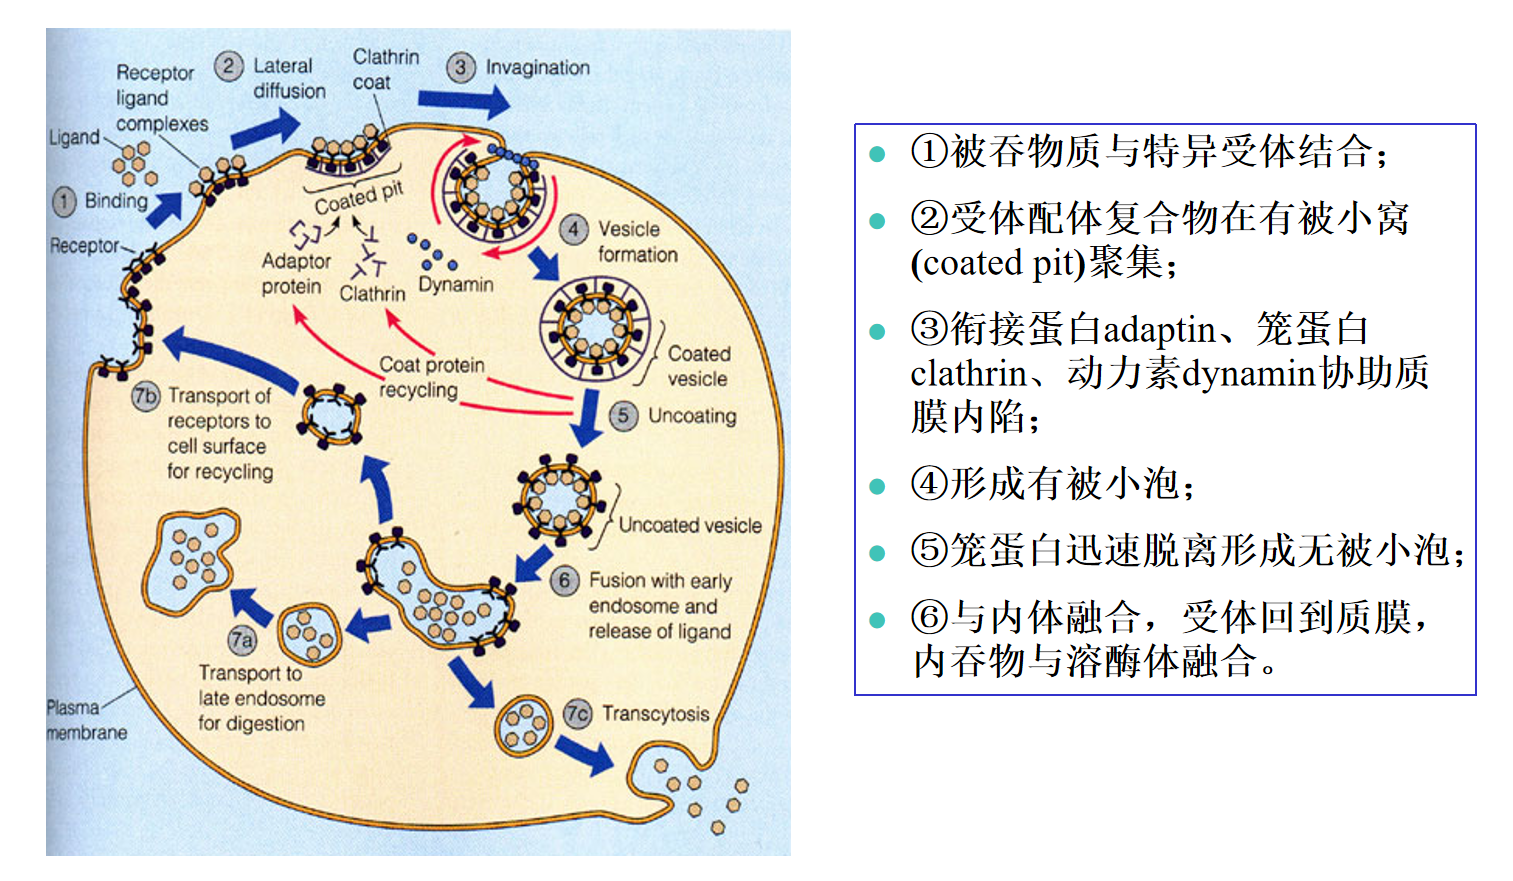 Receptor
ligand
complexes
2 Lateral
diffusion
Clathrin
coat
3 Invagination
Ligand
1 Binding
Coated pit
Receptor
Adaptor
protein
Clathrin
Dynamin
4 Vesicle
formation
Coated
vesicle
Coat protein
recycling
5 Uncoating
7b Transport of
receptors to
cell surface
for recycling
Uncoated vesicle
6 Fusion with early
endosome and
release of ligand
7a
Transport to
late endosome
for digestion
7c Transcytosis
Plasma
membrane
• ①被吞物质与特异受体结合；
• ②受体配体复合物在有被小窝
(coated pit)聚集；
• ③衔接蛋白adaptin、笼蛋白
clathrin、动力素dynamin协助质
膜内陷；
• ④形成有被小泡；
• ⑤笼蛋白迅速脱离形成无被小泡；
• ⑥与内体融合，受体回到质膜，
内吞物与溶酶体融合。